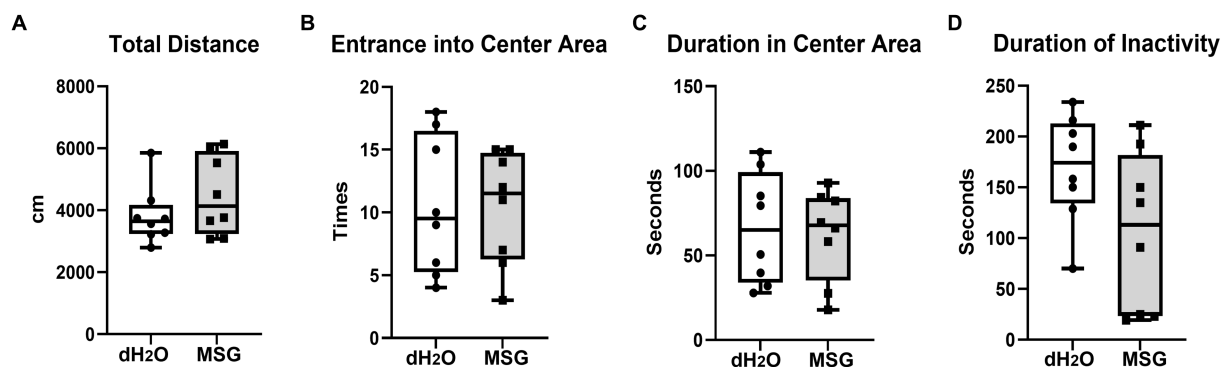 A
Total Distance
cm
8000
6000
4000
2000
0
dH2O MSG
B
Entrance into Center Area
Times
20
15
10
5
0
dH2O MSG
C
Duration in Center Area
Seconds
150
100
50
0
dH2O MSG
D
Duration of Inactivity
Seconds
250
200
150
100
50
0
dH2O MSG